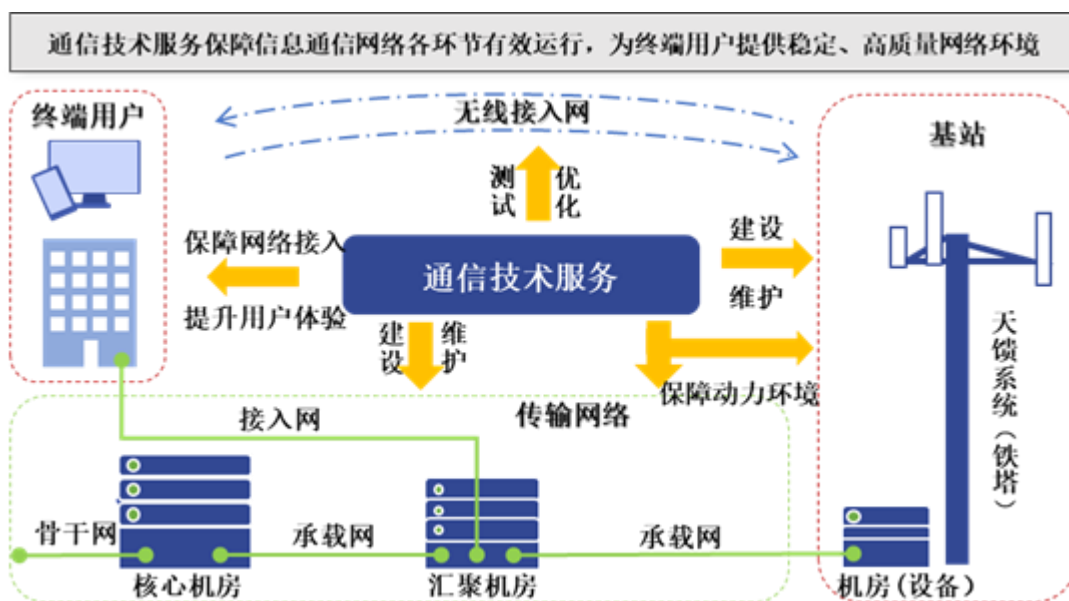 通信技术服务保障信息通信网络各环节有效运行，为终端用户提供稳定、高质量网络环境
终端用户
无线接入网
基站
测试
优化
保障网络接入
提升用户体验
通信技术服务
建设
维护
建设
维护
保障动力环境
天馈系统（铁塔）
接入网
传输网络
骨干网
承载网
承载网
核心机房
汇聚机房
机房(设备）